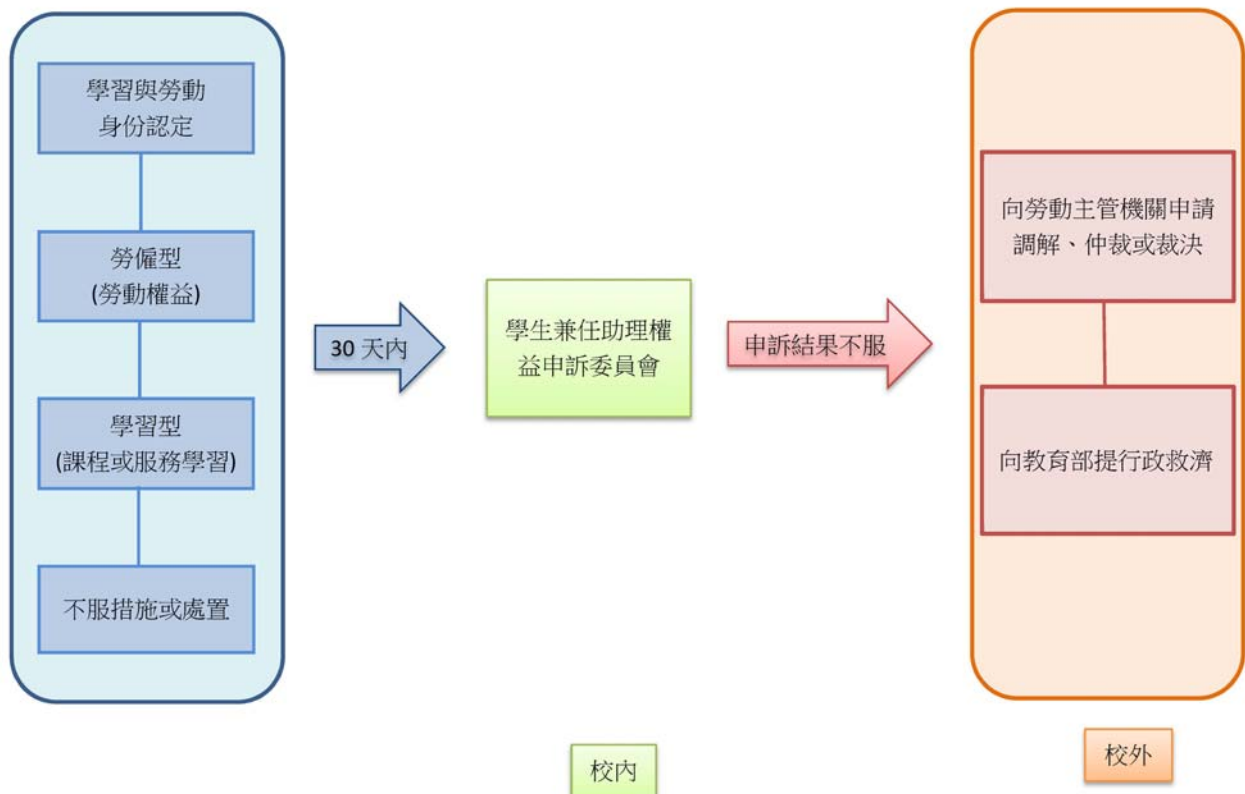 學習與勞動
身份認定
勞僱型
(勞動權益)
學習型
(課程或服務學習)
不服措施或處置
30 天內
學生兼任助理權
益申訴委員會
申訴結果不服
向勞動主管機關申請
調解、仲裁或裁決
向教育部提行政救濟
校內
校外